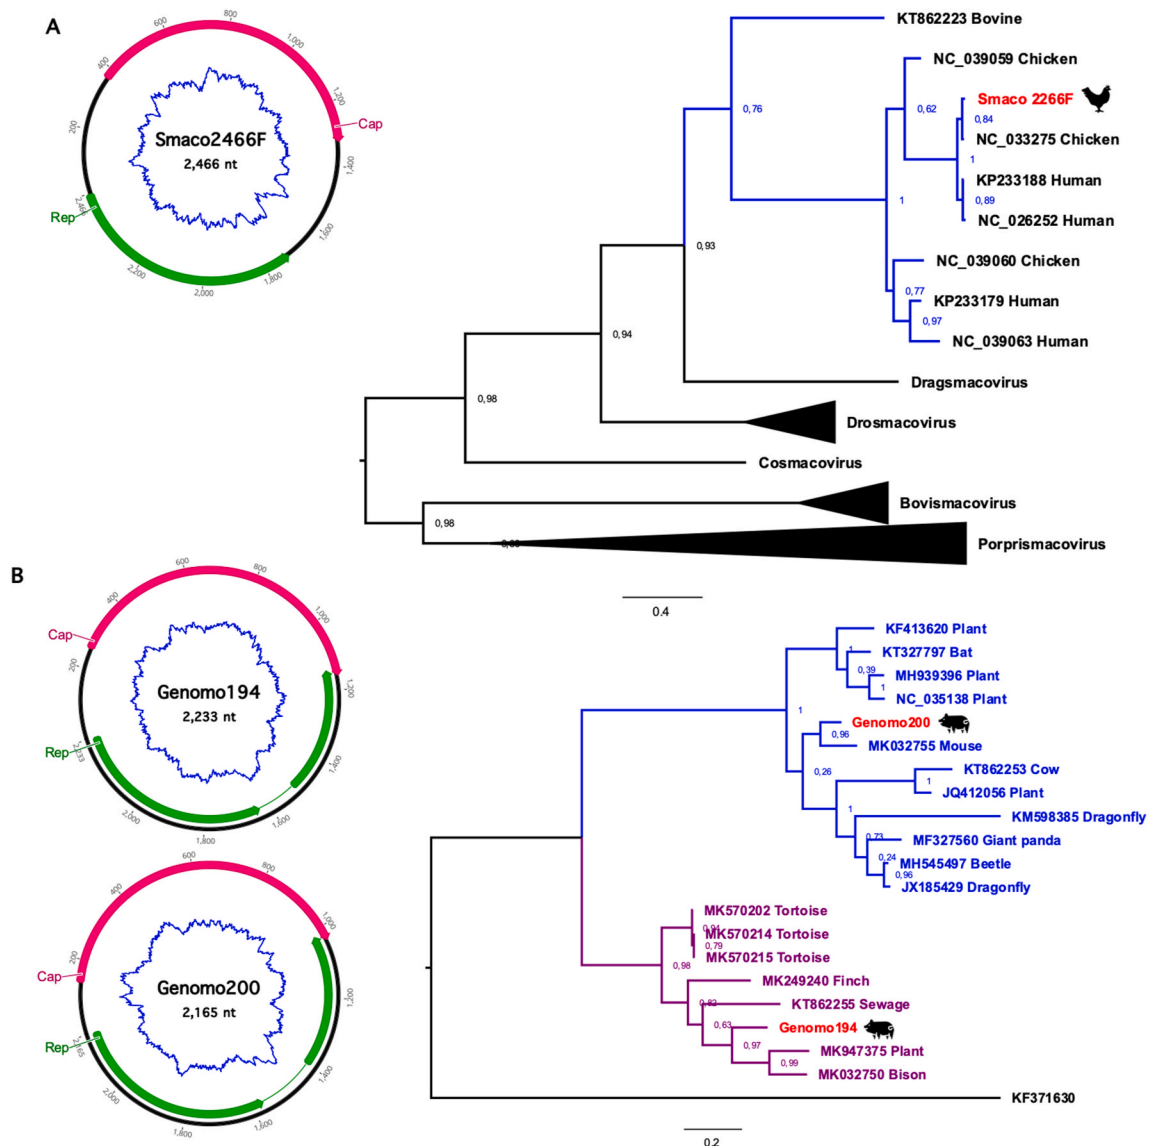 A
200
400
600
800
1,000
1,200
1,400
1,600
1,800
2,000
2,200
Cap
Rep
Smaco2466F
2,466 nt
KT862223 Bovine
NC_039059 Chicken
Smaco 2266F
NC_033275 Chicken
KP233188 Human
NC_026252 Human
NC_039060 Chicken
KP233179 Human
NC_039063 Human
Dragsmacovirus
Drosmacovirus
Cosmacovirus
Bovismacovirus
Porprismacovirus
0,76
0,62
0,84
1
0,89
1
0,77
0,97
0,93
0,94
0,98
0,98
0.4
B
200
400
600
800
1,000
1,200
1,400
1,600
1,800
2,000
2,233
Cap
Rep
Genomo194
2,233 nt
200
400
600
800
1,000
1,200
1,400
1,600
1,800
2,000
2,165
Cap
Rep
Genomo200
2,165 nt
KF413620 Plant
KT327797 Bat
MH939396 Plant
NC_035138 Plant
Genomo200
MK032755 Mouse
KT862253 Cow
JQ412056 Plant
KM598385 Dragonfly
MF327560 Giant panda
MH545497 Beetle
JX185429 Dragonfly
MK570202 Tortoise
MK570214 Tortoise
MK570215 Tortoise
MK249240 Finch
KT862255 Sewage
Genomo194
MK947375 Plant
MK032750 Bison
KF371630
1
0,39
1
1
0,96
0,26
1
1
0,73
0,24
0,96
0,79
0,98
0,82
0,63
0,97
0,99
0.2